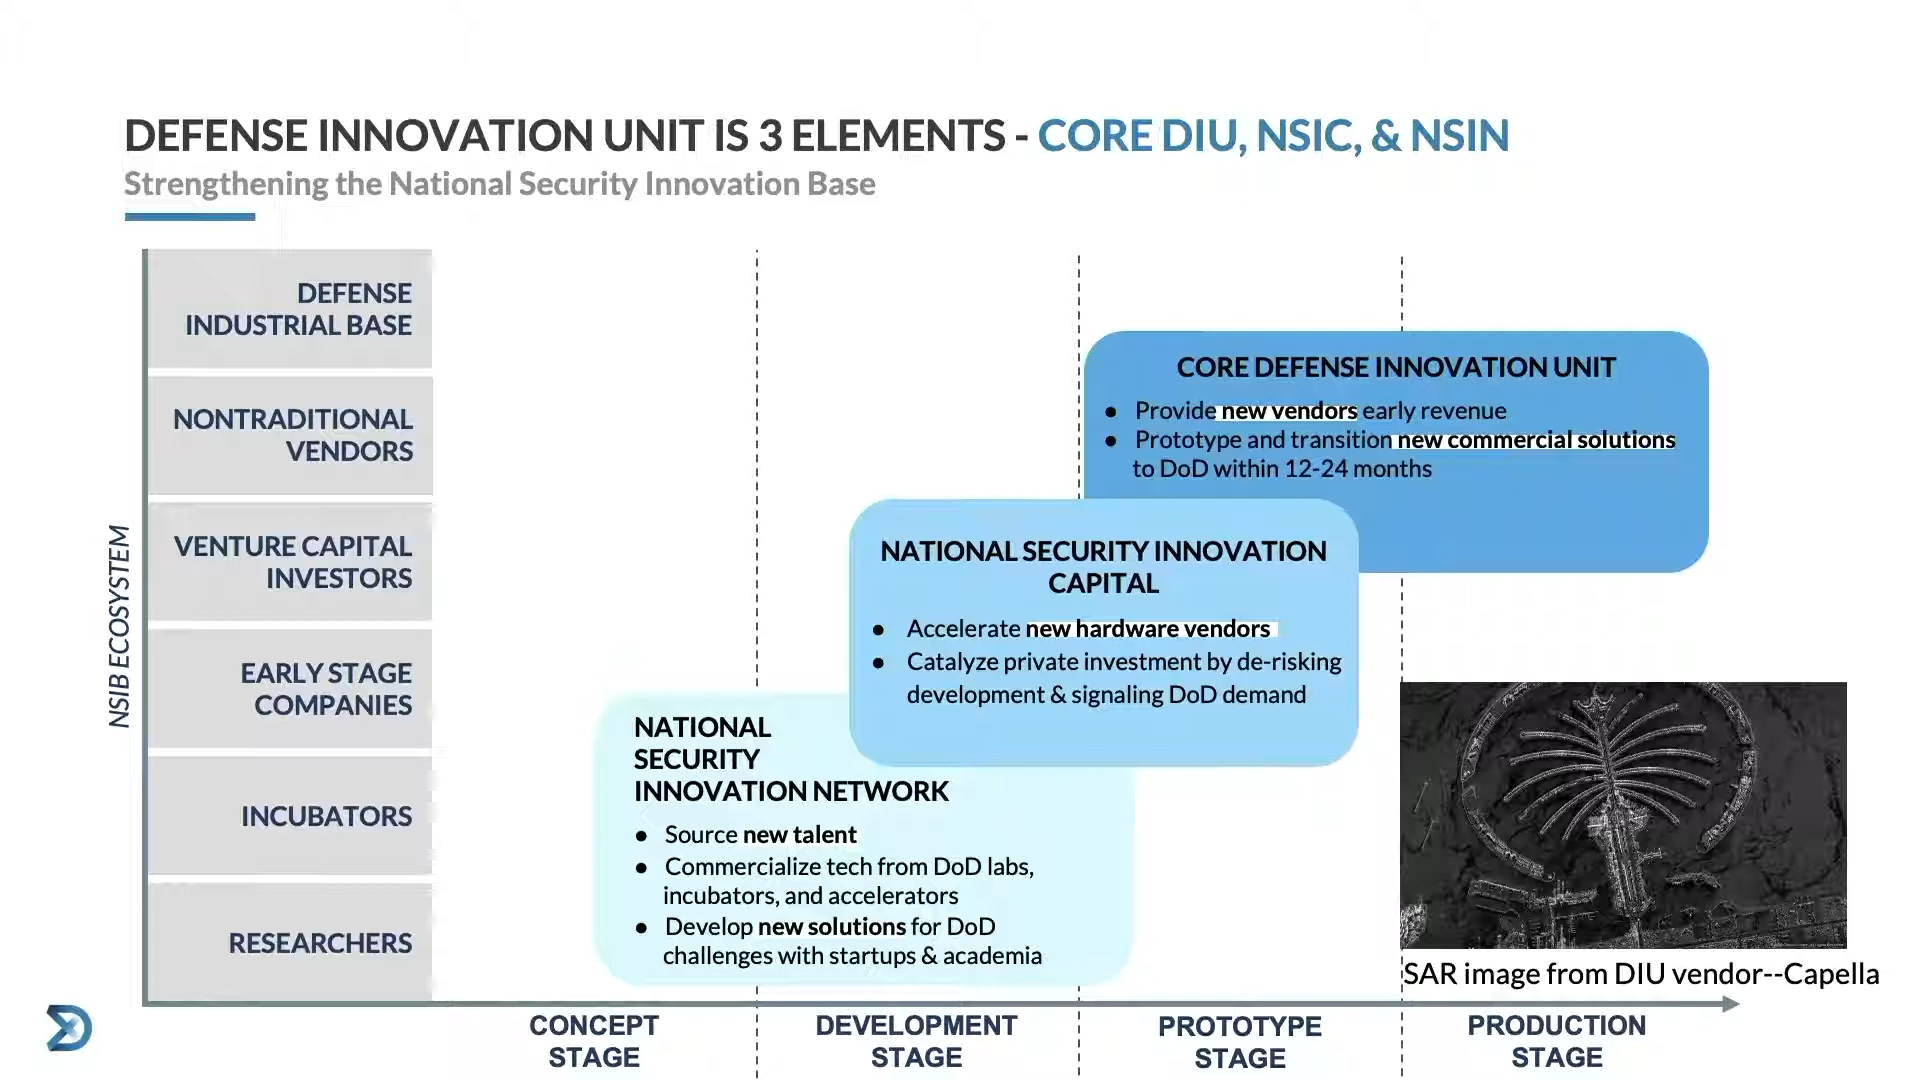 DEFENSE INNOVATION UNIT IS 3 ELEMENTS - CORE DIU, NSIC, & NSIN
Strengthening the National Security Innovation Base
NSIB ECOSYSTEM
DEFENSE
INDUSTRIAL BASE
NONTRADITIONAL
VENDORS
VENTURE CAPITAL
INVESTORS
EARLY STAGE
COMPANIES
INCUBATORS
RESEARCHERS
CORE DEFENSE INNOVATION UNIT
● Provide new vendors early revenue
● Prototype and transition new commercial solutions
to DoD within 12-24 months
NATIONAL SECURITY INNOVATION
CAPITAL
● Accelerate new hardware vendors
● Catalyze private investment by de-risking
development & signaling DoD demand
NATIONAL
SECURITY
INNOVATION NETWORK
● Source new talent
● Commercialize tech from DoD labs,
incubators, and accelerators
● Develop new solutions for DoD
challenges with startups & academia
SAR image from DIU vendor--Capella
CONCEPT
STAGE
DEVELOPMENT
STAGE
PROTOTYPE
STAGE
PRODUCTION
STAGE